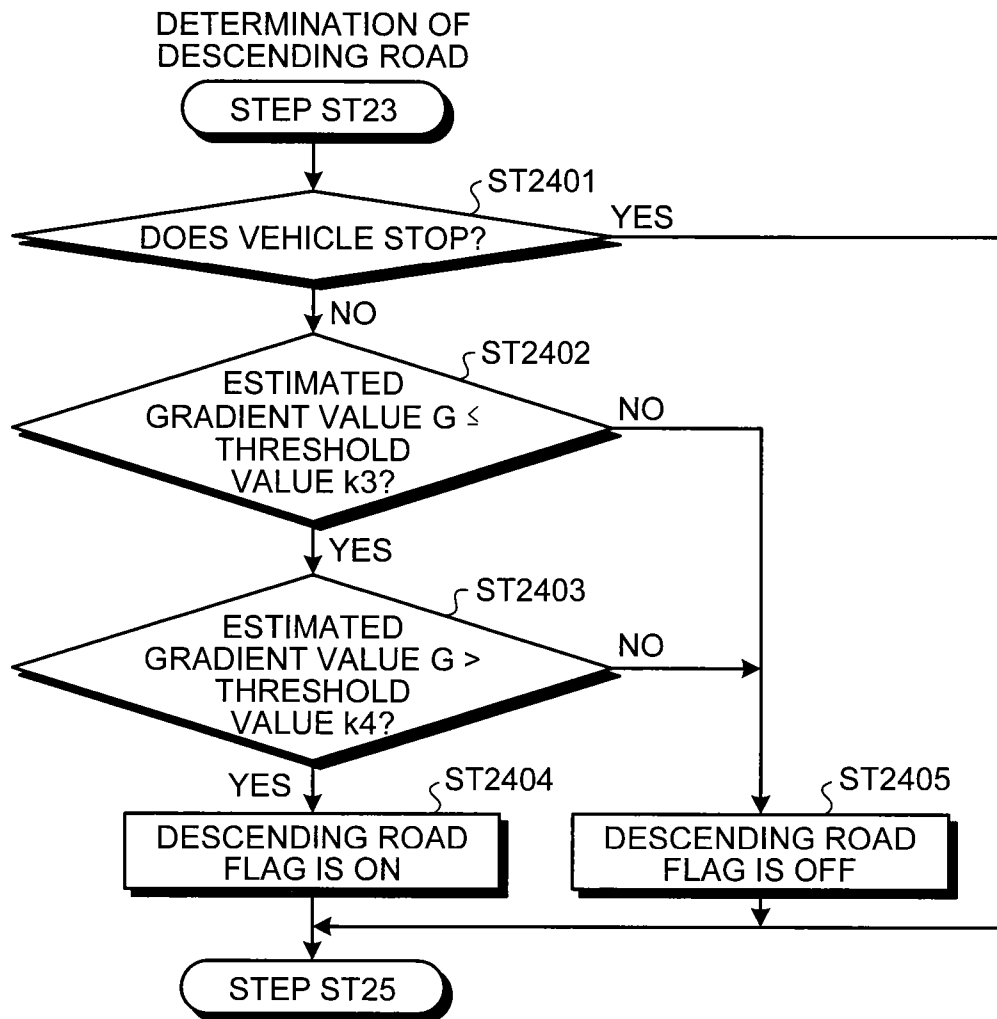 DETERMINATION OF
DESCENDING ROAD
STEP ST23
ST2401
DOES VEHICLE STOP?
YES
NO
ST2402
ESTIMATED
GRADIENT VALUE G ≤
THRESHOLD
VALUE k3?
NO
YES
ST2403
ESTIMATED
GRADIENT VALUE G >
THRESHOLD
VALUE k4?
NO
YES
ST2404
DESCENDING ROAD
FLAG IS ON
ST2405
DESCENDING ROAD
FLAG IS OFF
STEP ST25